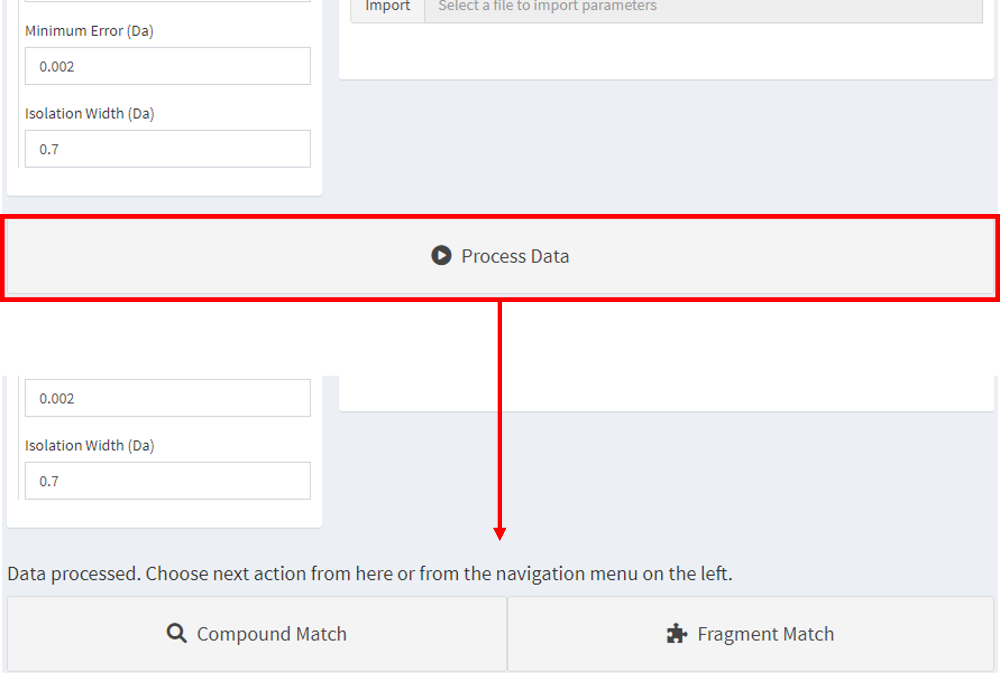 Import Select a file to import parameters
Minimum Error (Da)
0.002
Isolation Width (Da)
0.7
Process Data
0.002
Isolation Width (Da)
0.7
Data processed. Choose next action from here or from the navigation menu on the left.
Compound Match Fragment Match